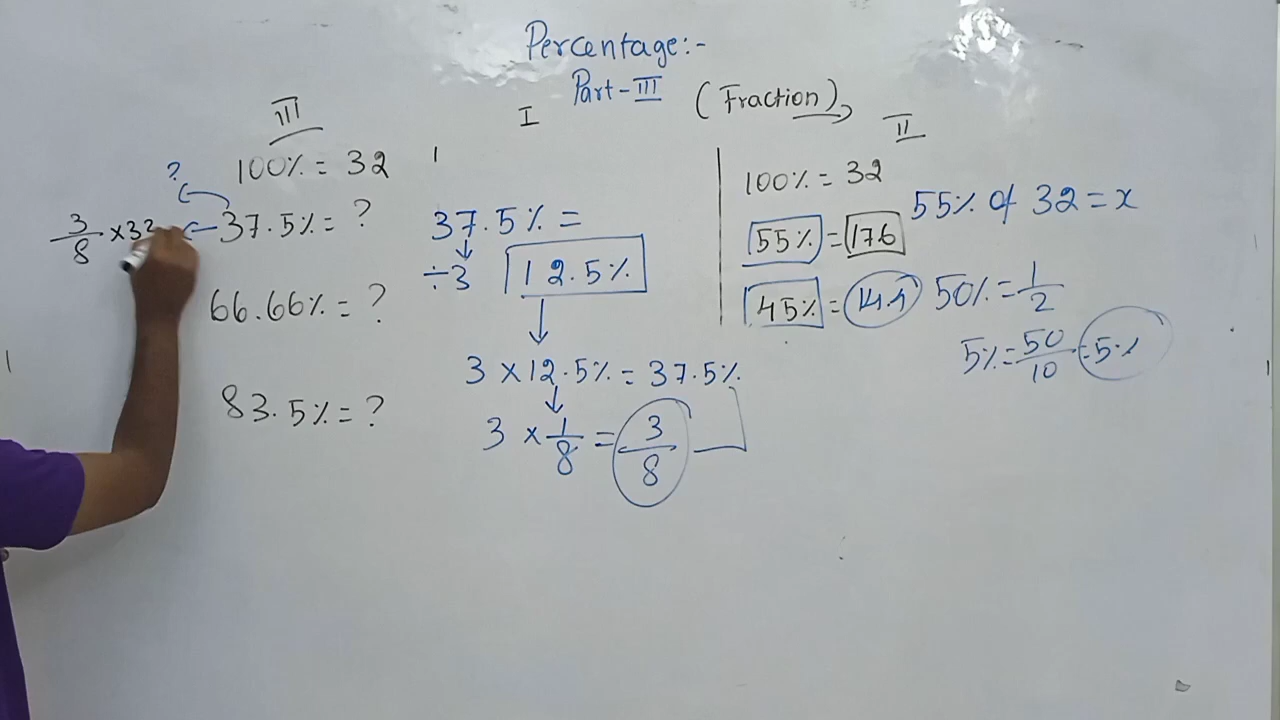 Percentage:-
Part-III (Fraction)
III
100% = 32
?
3/8 × 32 37.5% = ?
66.66% = ?
83.5% = ?
I
37.5% =
÷3 12.5%
3 × 12.5% = 37.5%
3 × 1/8 = 3/8
II
100% = 32
55% = 176
45% = 14.4
55% of 32 = x
50% = 1/2
5% = 50/10 = 5%